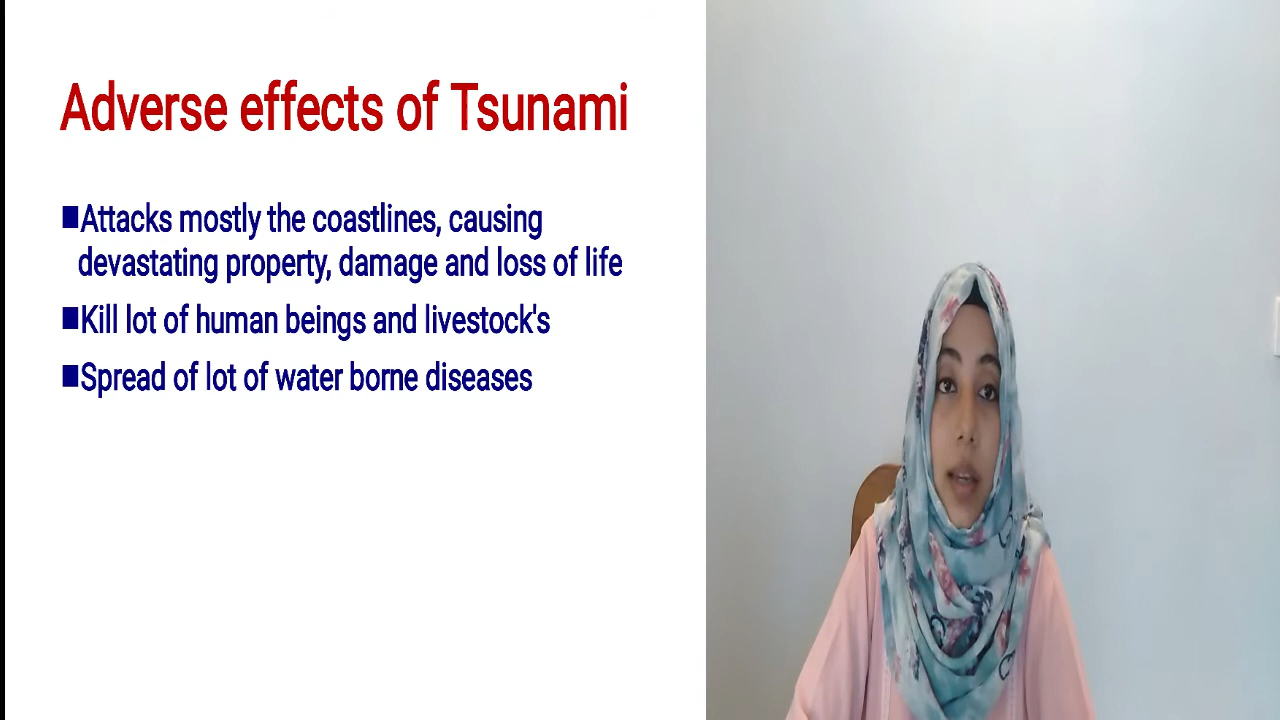 Adverse effects of Tsunami
■Attacks mostly the coastlines, causing
devastating property, damage and loss of life
■Kill lot of human beings and livestock's
■Spread of lot of water borne diseases